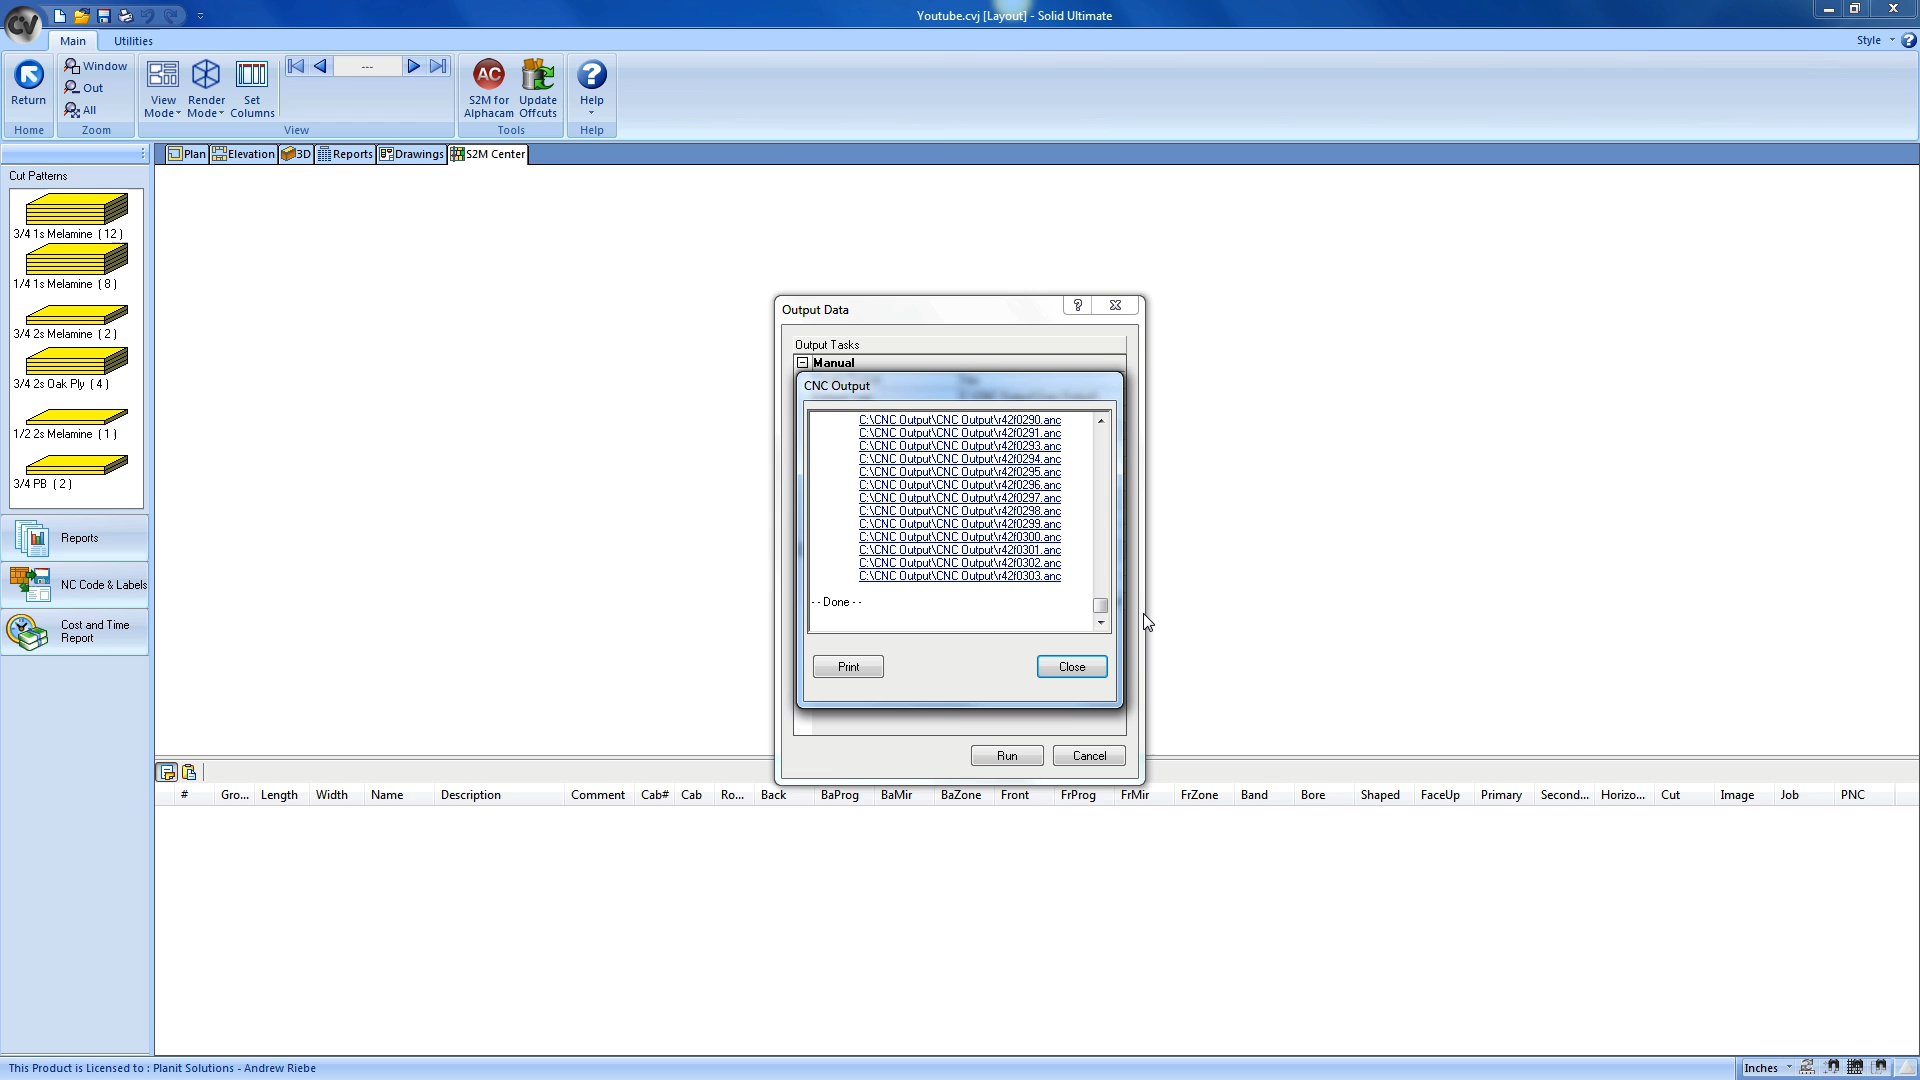 Youtube.cvj [Layout] - Solid Ultimate
CV
Main
Utilities
Style
Return
Home
Window
Out
All
Zoom
View Mode
Render Mode
Set Columns
---
View
AC
S2M for Alphacam
Update Offcuts
Tools
Help
Help
Plan
Elevation
3D
Reports
Drawings
S2M Center
Cut Patterns
3/4 1s Melamine ( 12 )
1/4 1s Melamine ( 8 )
3/4 2s Melamine ( 2 )
3/4 2s Oak Ply ( 4 )
1/2 2s Melamine ( 1 )
3/4 PB ( 2 )
Reports
NC Code & Labels
Cost and Time Report
Output Data
Output Tasks
Manual
CNC Output
C:\CNC Output\CNC Output\r42f0290.anc
C:\CNC Output\CNC Output\r42f0291.anc
C:\CNC Output\CNC Output\r42f0293.anc
C:\CNC Output\CNC Output\r42f0294.anc
C:\CNC Output\CNC Output\r42f0295.anc
C:\CNC Output\CNC Output\r42f0296.anc
C:\CNC Output\CNC Output\r42f0297.anc
C:\CNC Output\CNC Output\r42f0298.anc
C:\CNC Output\CNC Output\r42f0299.anc
C:\CNC Output\CNC Output\r42f0300.anc
C:\CNC Output\CNC Output\r42f0301.anc
C:\CNC Output\CNC Output\r42f0302.anc
C:\CNC Output\CNC Output\r42f0303.anc
- - Done - -
Print
Close
Run
Cancel
# Gro... Length Width Name Description Comment Cab# Cab Ro... Back BaProg BaMir BaZone Front FrProg FrMir FrZone Band Bore Shaped FaceUp Primary Second... Horizo... Cut Image Job PNC
This Product is Licensed to : Planit Solutions - Andrew Riebe
Inches